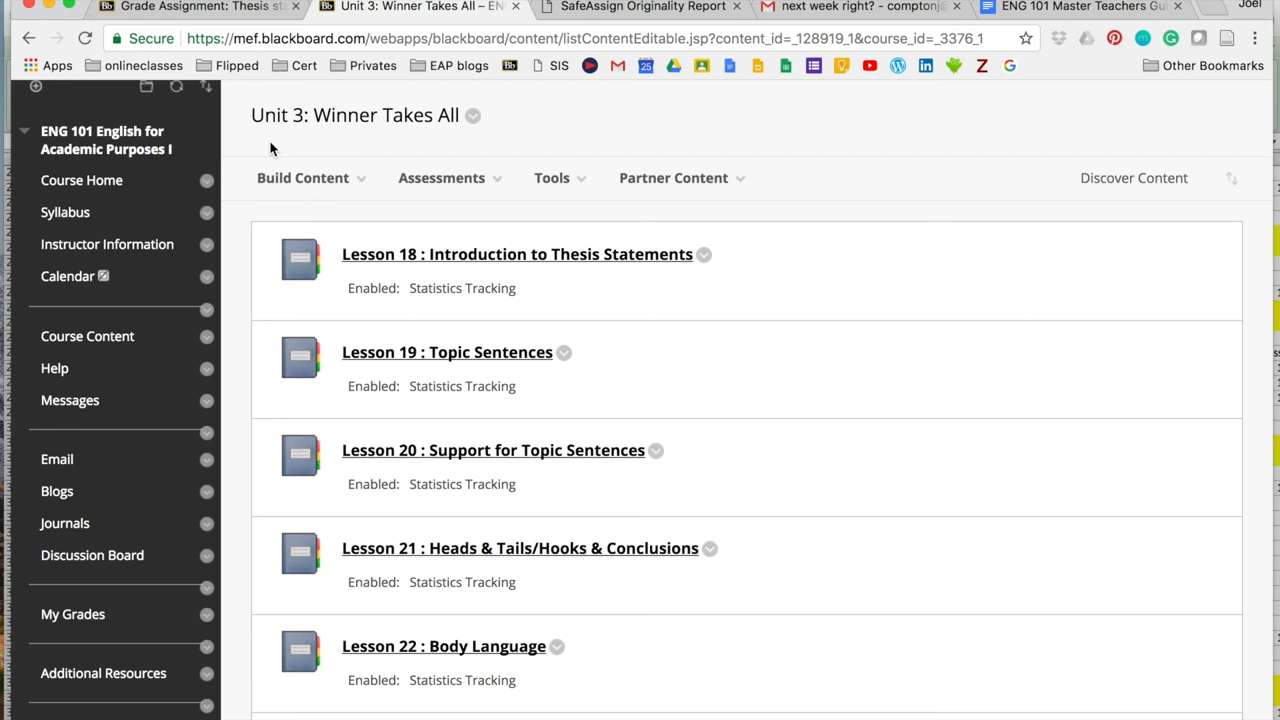 Grade Assignment: Thesis st
Unit 3: Winner Takes All – EN
SafeAssign Originality Report
next week right? - comptonj@
ENG 101 Master Teachers Gu
Joel
Secure
https://mef.blackboard.com/webapps/blackboard/content/listContentEditable.jsp?content_id=_128919_1&course_id=_3376_1
Apps
onlineclasses
Flipped
Cert
Privates
EAP blogs
Bb
SIS
Other Bookmarks
ENG 101 English for
Academic Purposes I
Course Home
Syllabus
Instructor Information
Calendar
Course Content
Help
Messages
Email
Blogs
Journals
Discussion Board
My Grades
Additional Resources
Unit 3: Winner Takes All
Build Content
Assessments
Tools
Partner Content
Discover Content
Lesson 18 : Introduction to Thesis Statements
Enabled: Statistics Tracking
Lesson 19 : Topic Sentences
Enabled: Statistics Tracking
Lesson 20 : Support for Topic Sentences
Enabled: Statistics Tracking
Lesson 21 : Heads & Tails/Hooks & Conclusions
Enabled: Statistics Tracking
Lesson 22 : Body Language
Enabled: Statistics Tracking